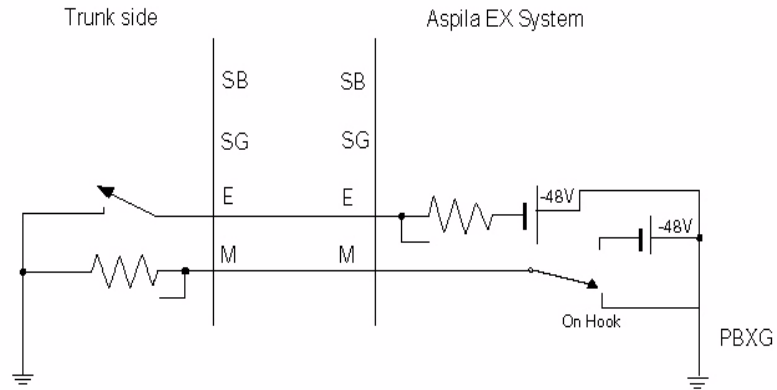 Trunk side
Aspila EX System
SB
SB
SG
SG
E
E
-48V
-48V
M
M
On Hook
PBXG